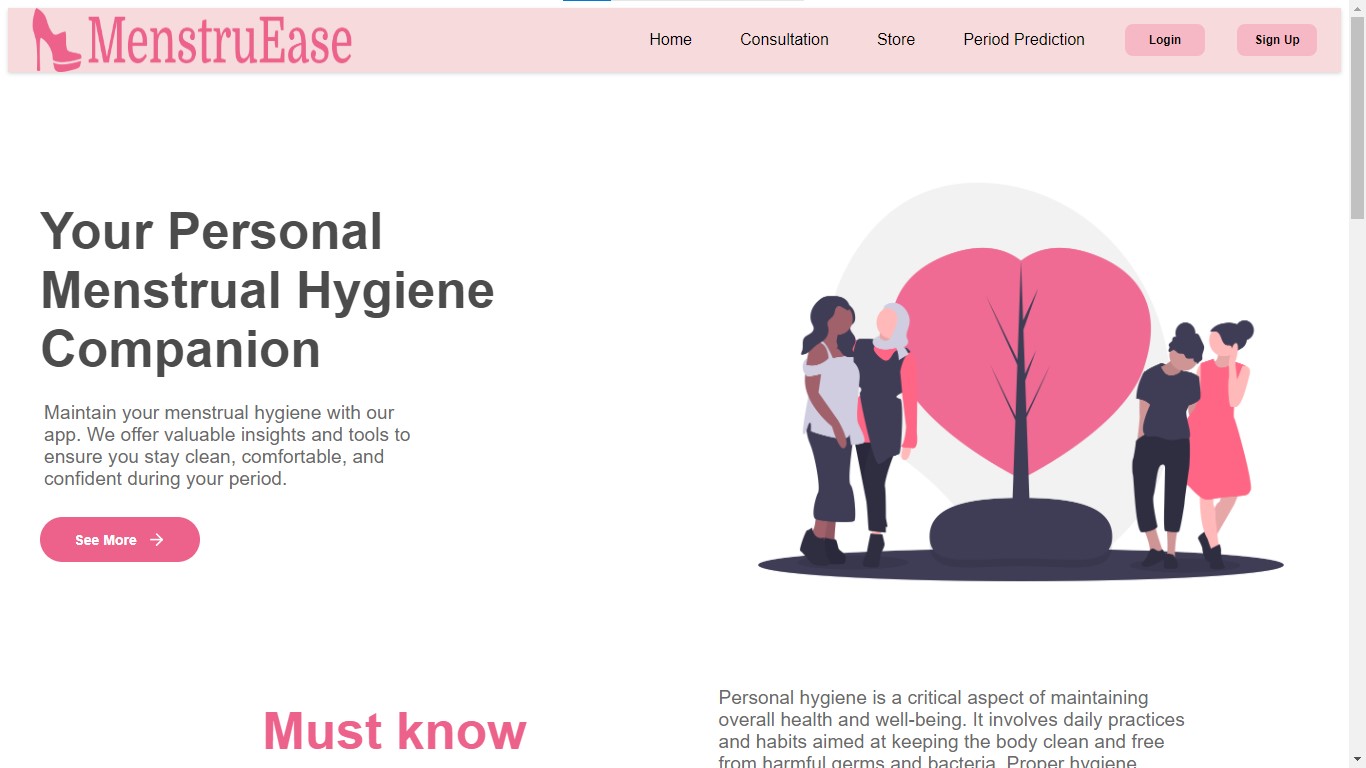 MenstruEase
Home
Consultation
Store
Period Prediction
Login
Sign Up
Your Personal
Menstrual Hygiene
Companion
Maintain your menstrual hygiene with our
app. We offer valuable insights and tools to
ensure you stay clean, comfortable, and
confident during your period.
See More
Must know
Personal hygiene is a critical aspect of maintaining
overall health and well-being. It involves daily practices
and habits aimed at keeping the body clean and free
from harmful germs and bacteria. Proper hygiene